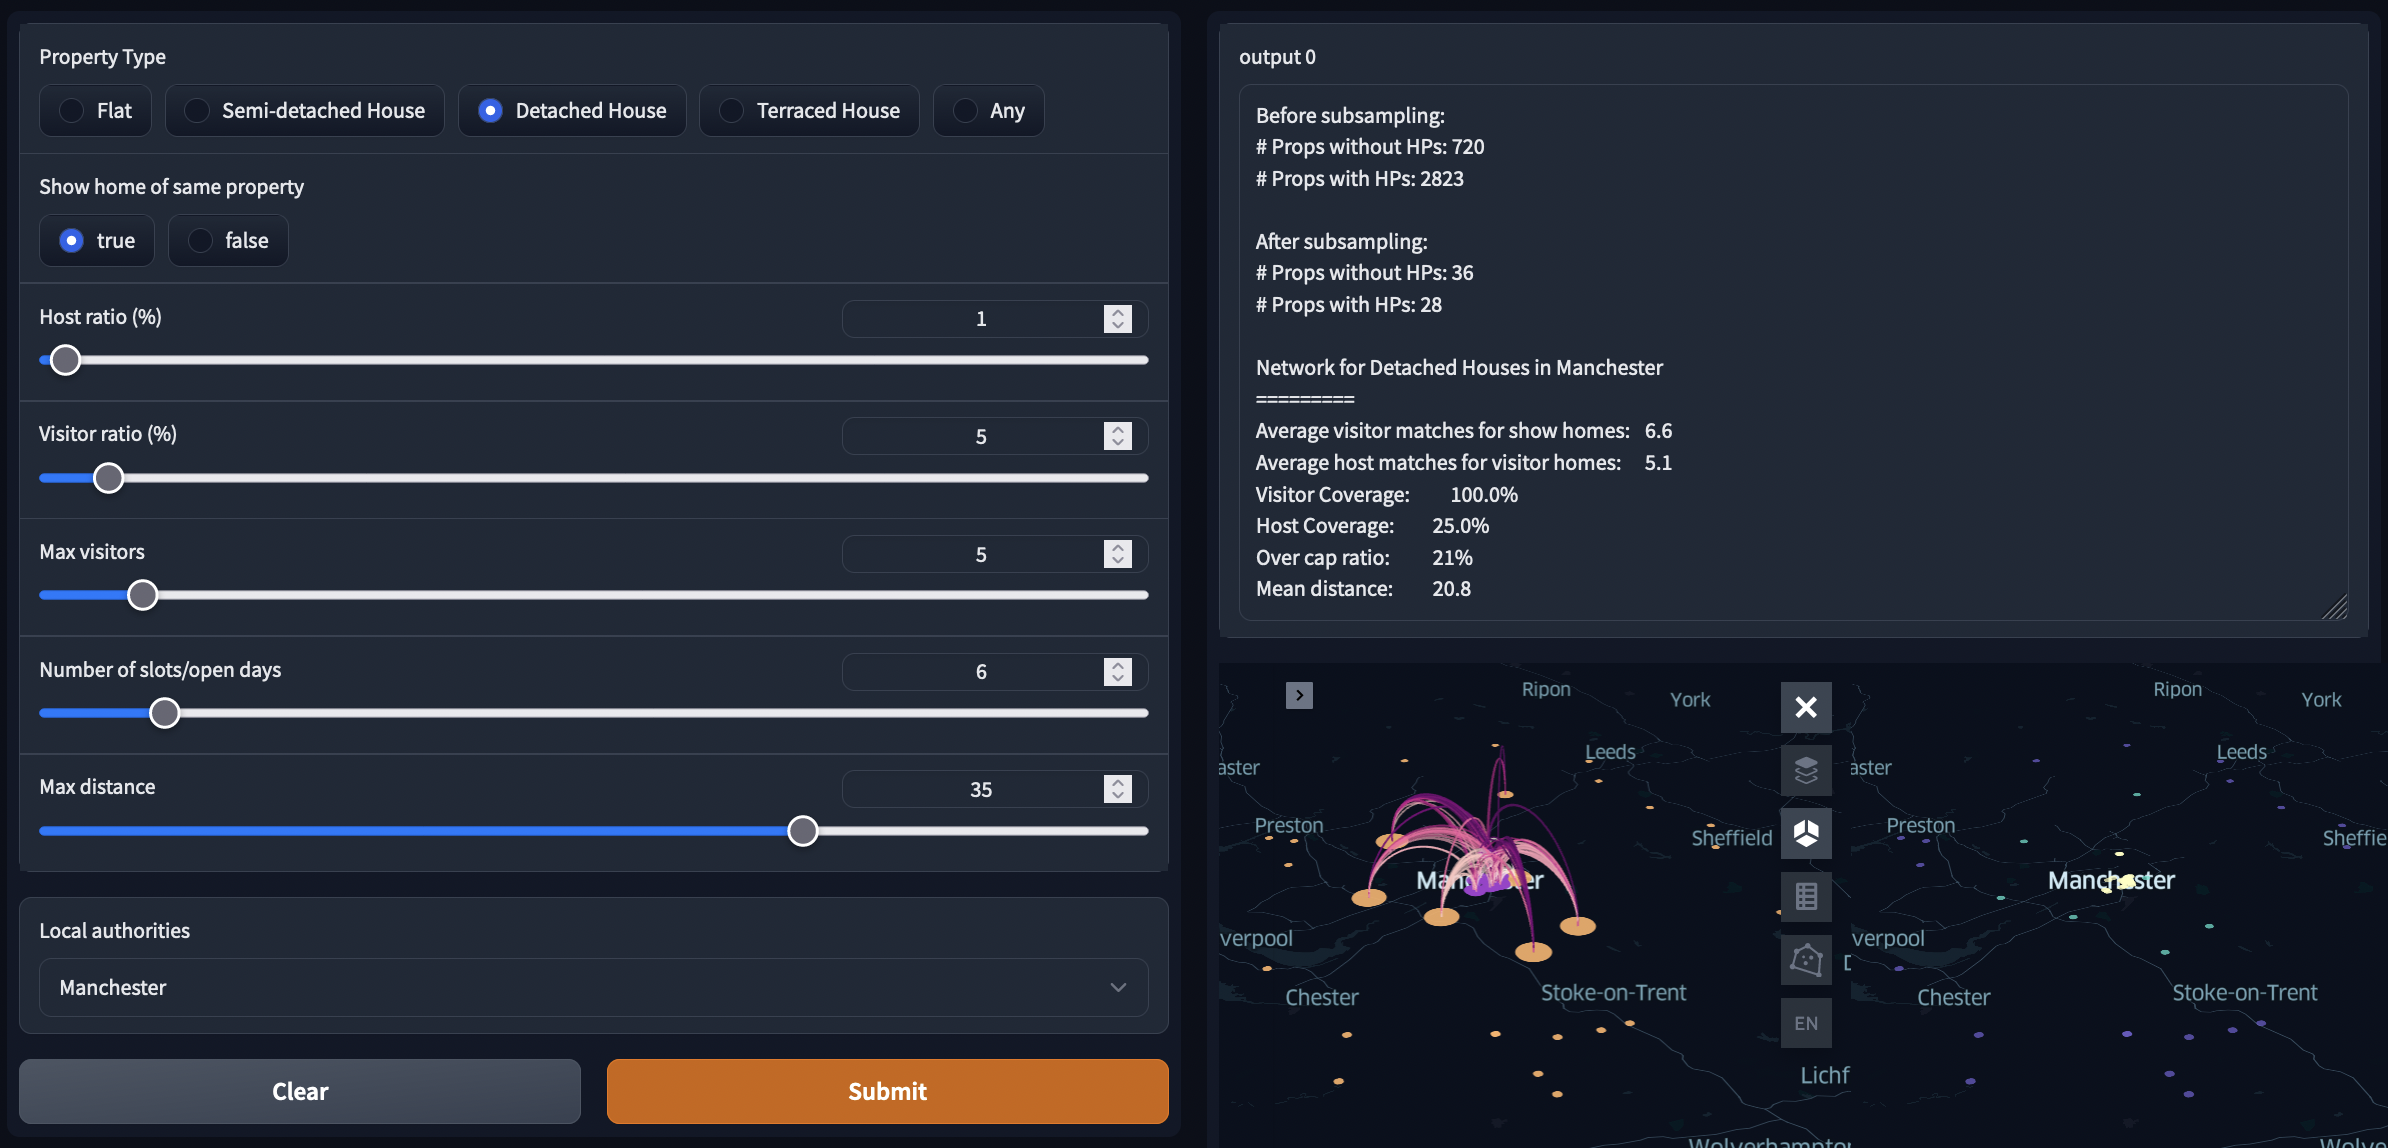 Property Type
Flat
Semi-detached House
Detached House
Terraced House
Any
Show home of same property
true
false
Host ratio (%)
1
Visitor ratio (%)
5
Max visitors
5
Number of slots/open days
6
Max distance
35
Local authorities
Manchester
Clear
Submit
output 0
Before subsampling:
# Props without HPs: 720
# Props with HPs: 2823
After subsampling:
# Props without HPs: 36
# Props with HPs: 28
Network for Detached Houses in Manchester
=========
Average visitor matches for show homes: 6.6
Average host matches for visitor homes: 5.1
Visitor Coverage: 100.0%
Host Coverage: 25.0%
Over cap ratio: 21%
Mean distance: 20.8
Ripon
York
Leeds
aster
Preston
Sheffield
Manchester
verpool
Chester
Stoke-on-Trent
D
EN
Lichf
Wolverhampto
Ripon
York
Leeds
aster
Preston
Sheffie
Manchester
verpool
Chester
Stoke-on-Trent
Wolve